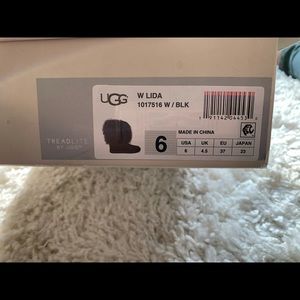 UGG
W LIDA
1017516 W / BLK
TREADLITE
BY UGG™
6
MADE IN CHINA
USA UK EU JAPAN
6 4.5 37 23